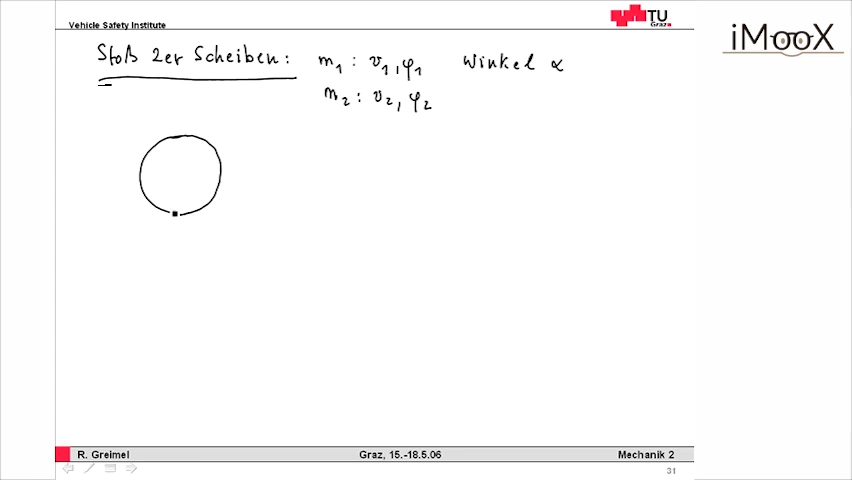 Vehicle Safety Institute
TU
Graz
iMooX
Stoß 2er Scheiben: m₁ : v₁, φ₁ Winkel α
m₂ : v₂, φ₂
R. Greimel Graz, 15.-18.5.06 Mechanik 2
31